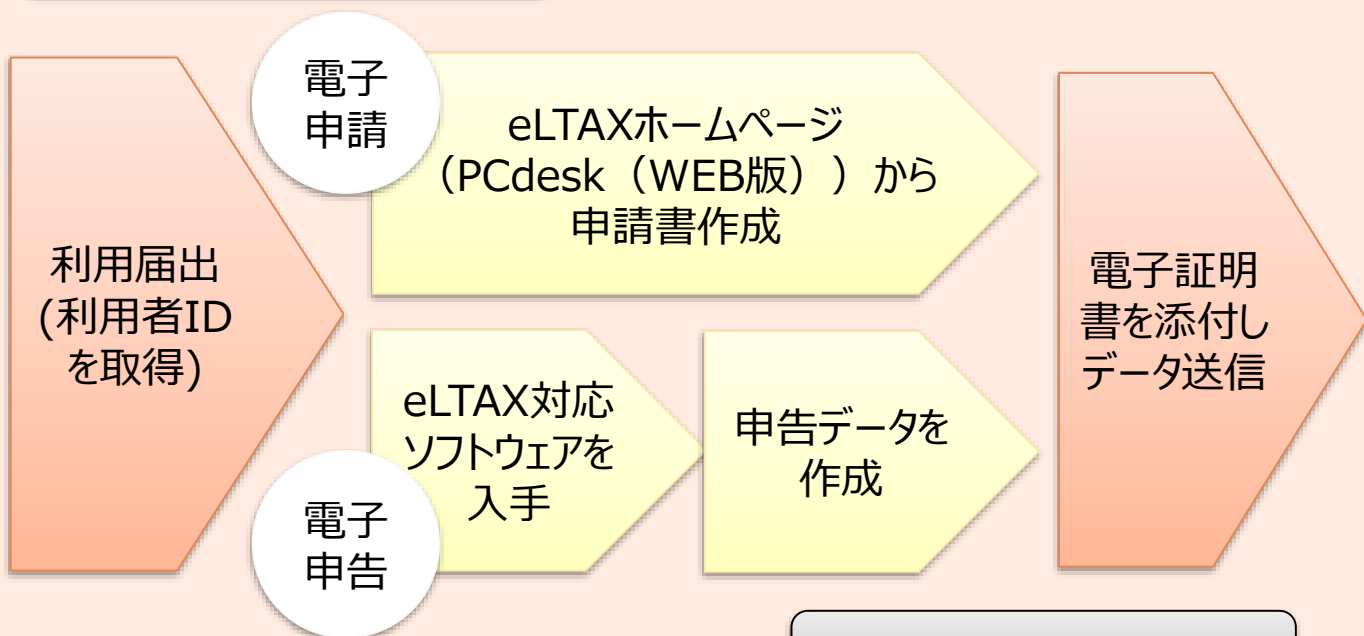 利用届出
(利用者ID
を取得)
電子
申請
eLTAXホームページ
（PCdesk（WEB版））から
申請書作成
電子
申告
eLTAX対応
ソフトウェアを
入手
申告データを
作成
電子証明
書を添付し
データ送信